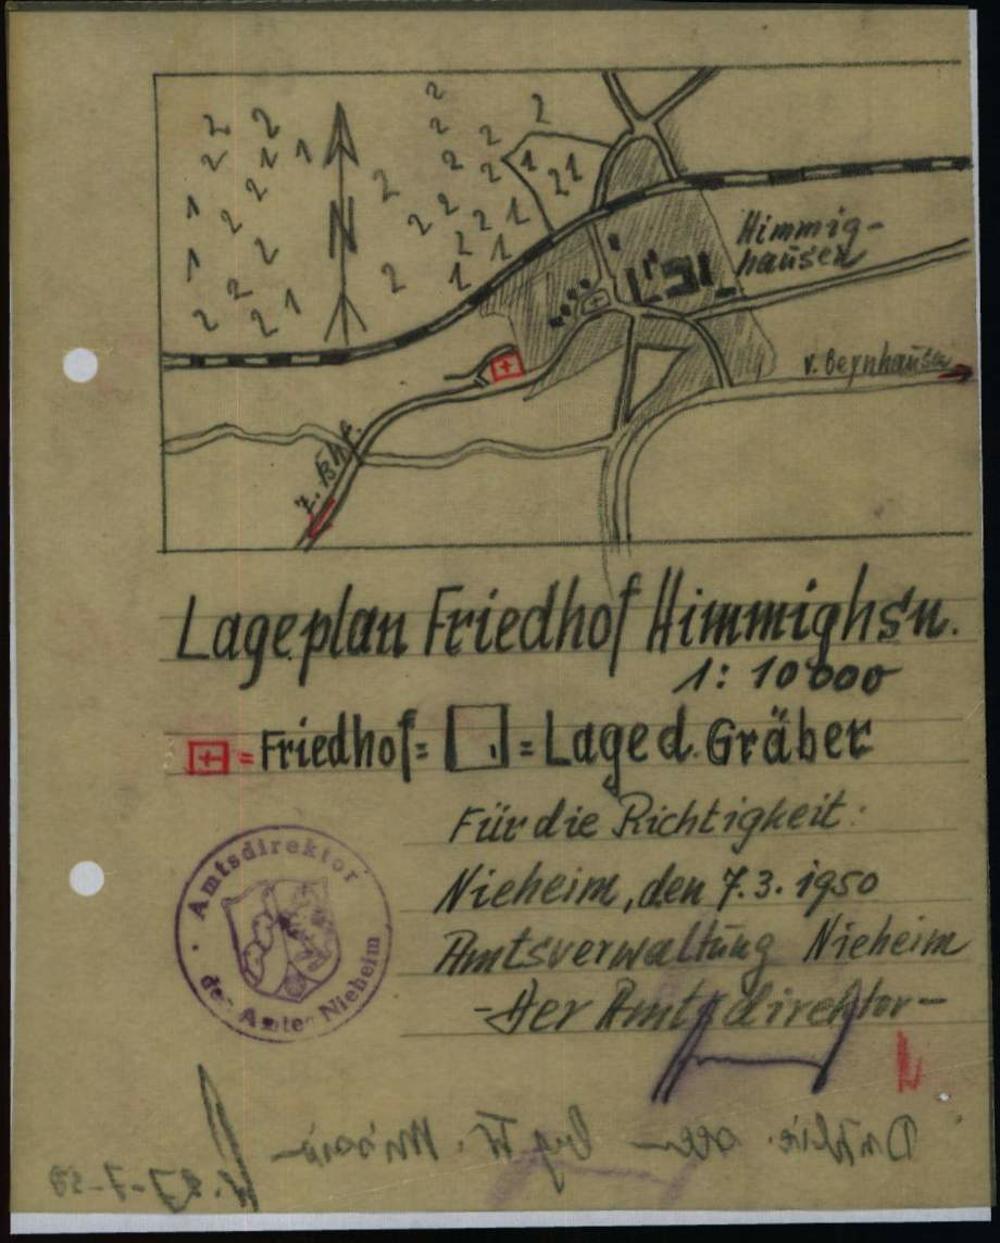 N
Himmig-
hausen
v. Bernhausen
z. Bhf.
Lageplan Friedhof Himmighsn.
1: 10000
= Friedhof = = Lage d. Gräber
Für die Richtigkeit:
Nieheim, den 7.3.1950
Amtsverwaltung Nieheim
-Der Amtsdirektor-
Amtsdirektor
des Amtes Nieheim